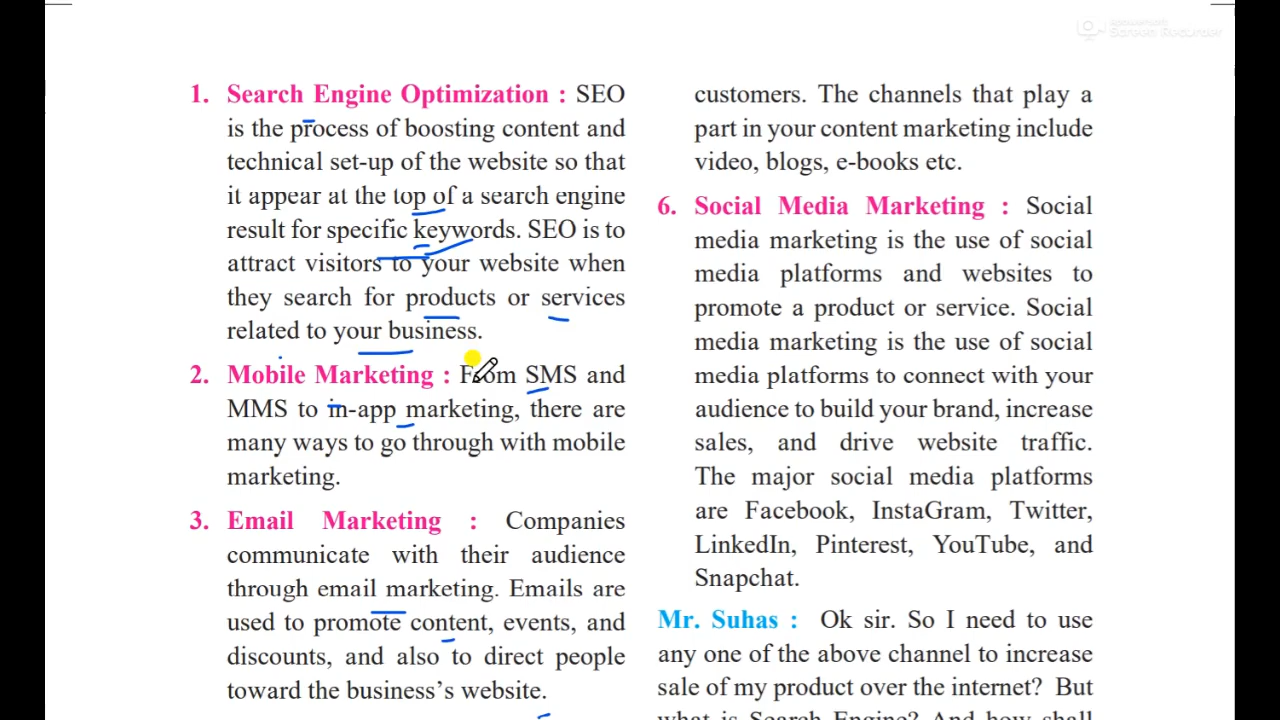 apowersoft
Screen Recorder
1. Search Engine Optimization : SEO
is the process of boosting content and
technical set-up of the website so that
it appear at the top of a search engine
result for specific keywords. SEO is to
attract visitors to your website when
they search for products or services
related to your business.
2. Mobile Marketing : From SMS and
MMS to in-app marketing, there are
many ways to go through with mobile
marketing.
3. Email Marketing : Companies
communicate with their audience
through email marketing. Emails are
used to promote content, events, and
discounts, and also to direct people
toward the business's website.
customers. The channels that play a
part in your content marketing include
video, blogs, e-books etc.
6. Social Media Marketing : Social
media marketing is the use of social
media platforms and websites to
promote a product or service. Social
media marketing is the use of social
media platforms to connect with your
audience to build your brand, increase
sales, and drive website traffic.
The major social media platforms
are Facebook, InstaGram, Twitter,
LinkedIn, Pinterest, YouTube, and
Snapchat.
Mr. Suhas : Ok sir. So I need to use
any one of the above channel to increase
sale of my product over the internet? But
what is Search Engine? And how shall